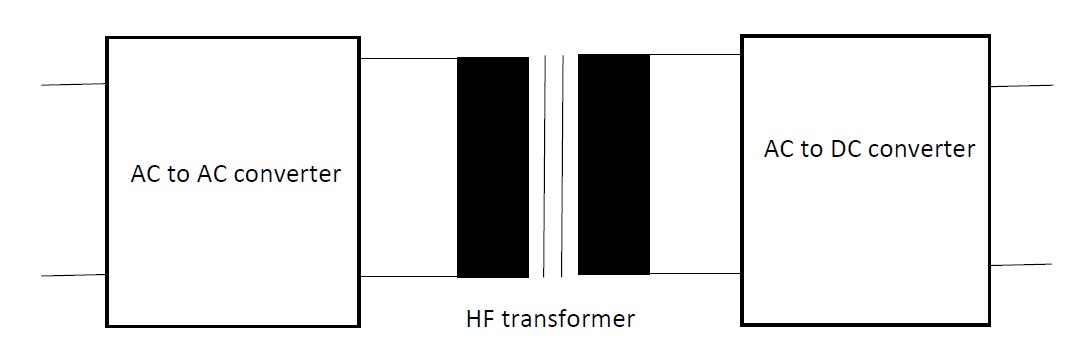 AC to AC converter
AC to DC converter
HF transformer